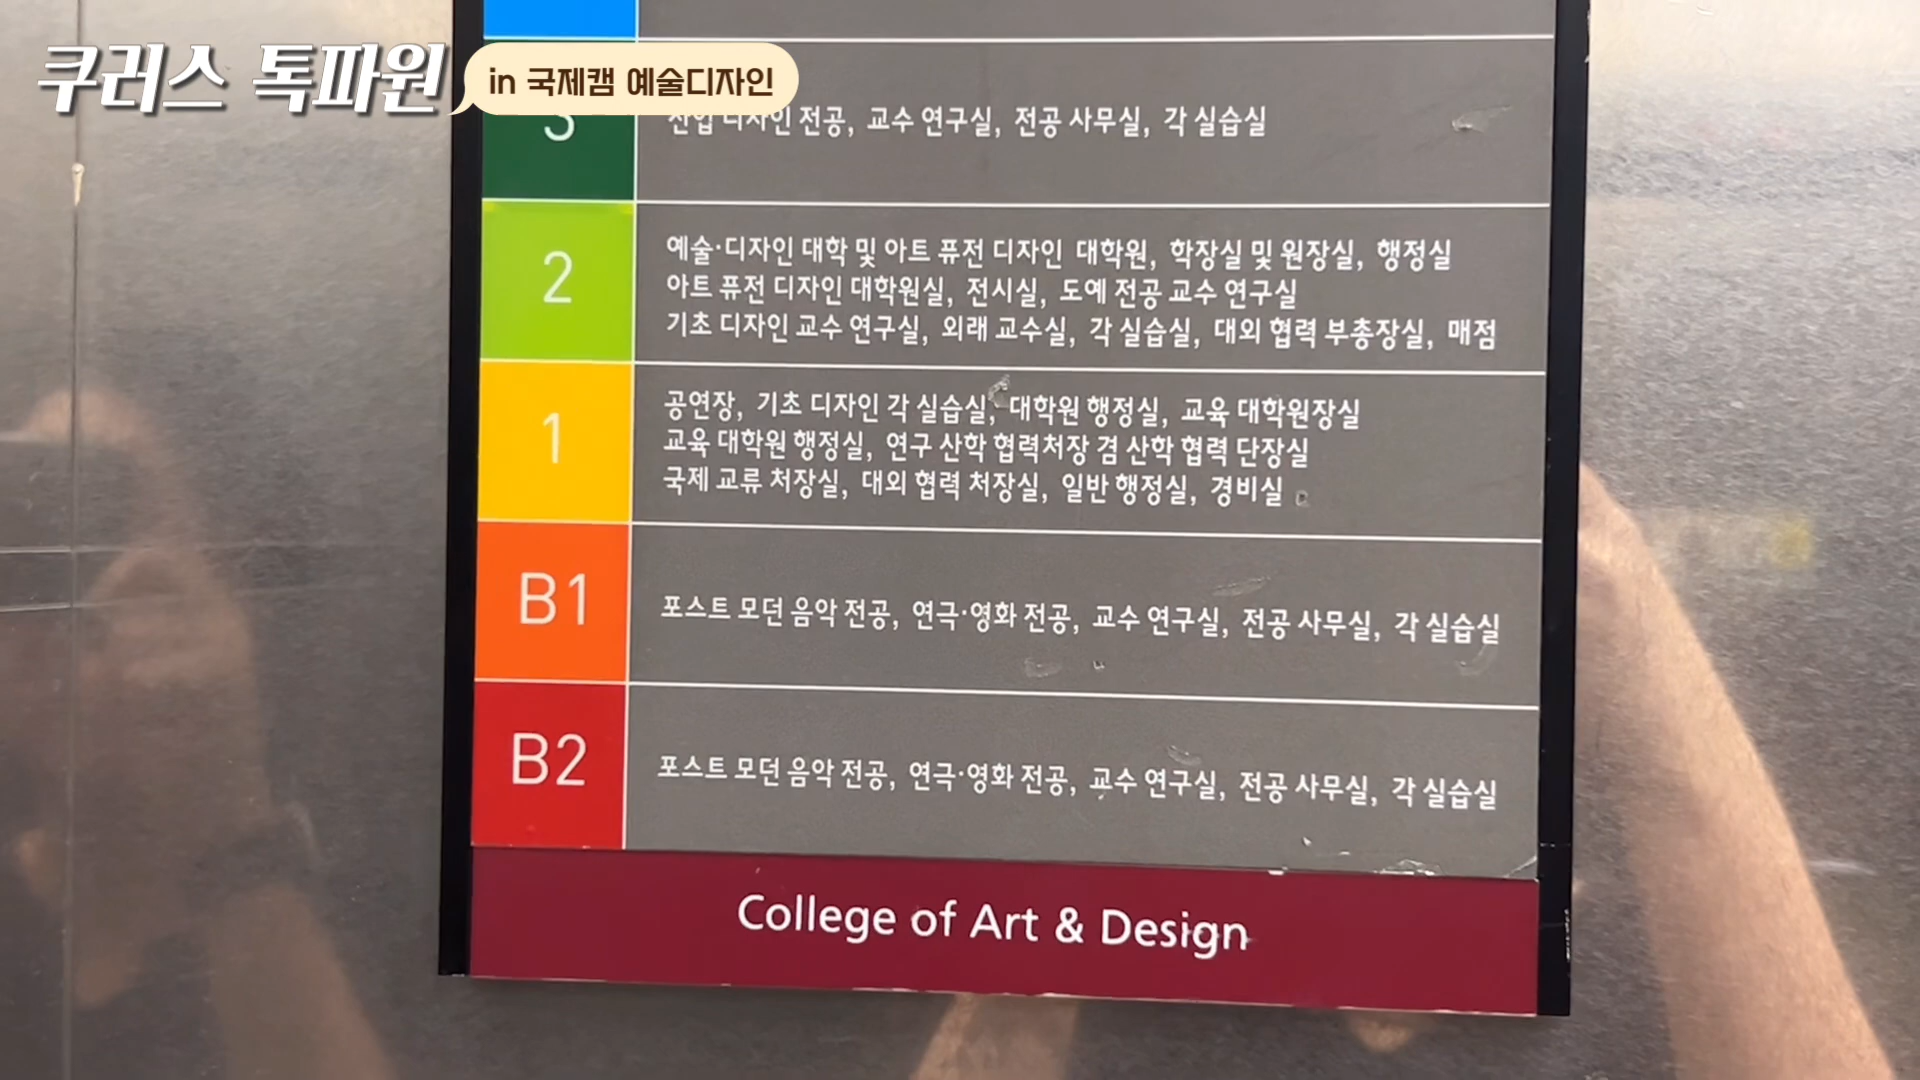 쿠러스 톡파원
in 국제캠 예술디자인
3
산업 디자인 전공, 교수 연구실, 전공 사무실, 각 실습실
2
예술·디자인 대학 및 아트 퓨전 디자인 대학원, 학장실 및 원장실, 행정실
아트 퓨전 디자인 대학원실, 전시실, 도예 전공 교수 연구실
기초 디자인 교수 연구실, 외래 교수실, 각 실습실, 대외 협력 부총장실, 매점
1
공연장, 기초 디자인 각 실습실, 대학원 행정실, 교육 대학원장실
교육 대학원 행정실, 연구 산학 협력처장 겸 산학 협력 단장실
국제 교류 처장실, 대외 협력 처장실, 일반 행정실, 경비실
B1
포스트 모던 음악 전공, 연극·영화 전공, 교수 연구실, 전공 사무실, 각 실습실
B2
포스트 모던 음악 전공, 연극·영화 전공, 교수 연구실, 전공 사무실, 각 실습실
College of Art & Design